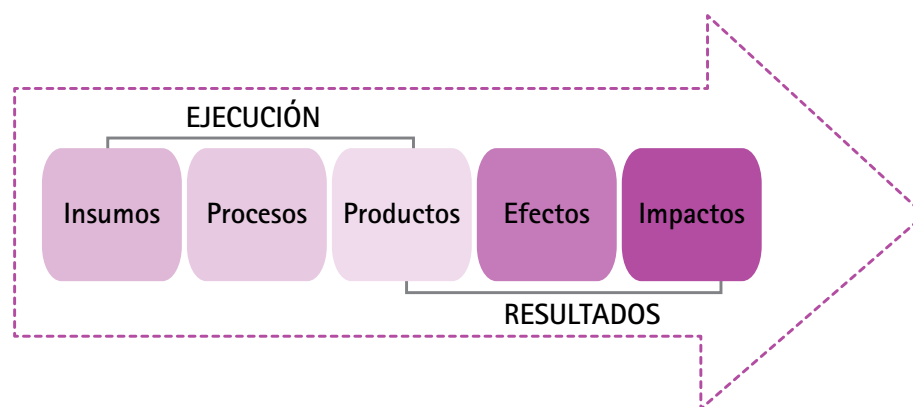 EJECUCIÓN
Insumos Procesos Productos Efectos Impactos
RESULTADOS